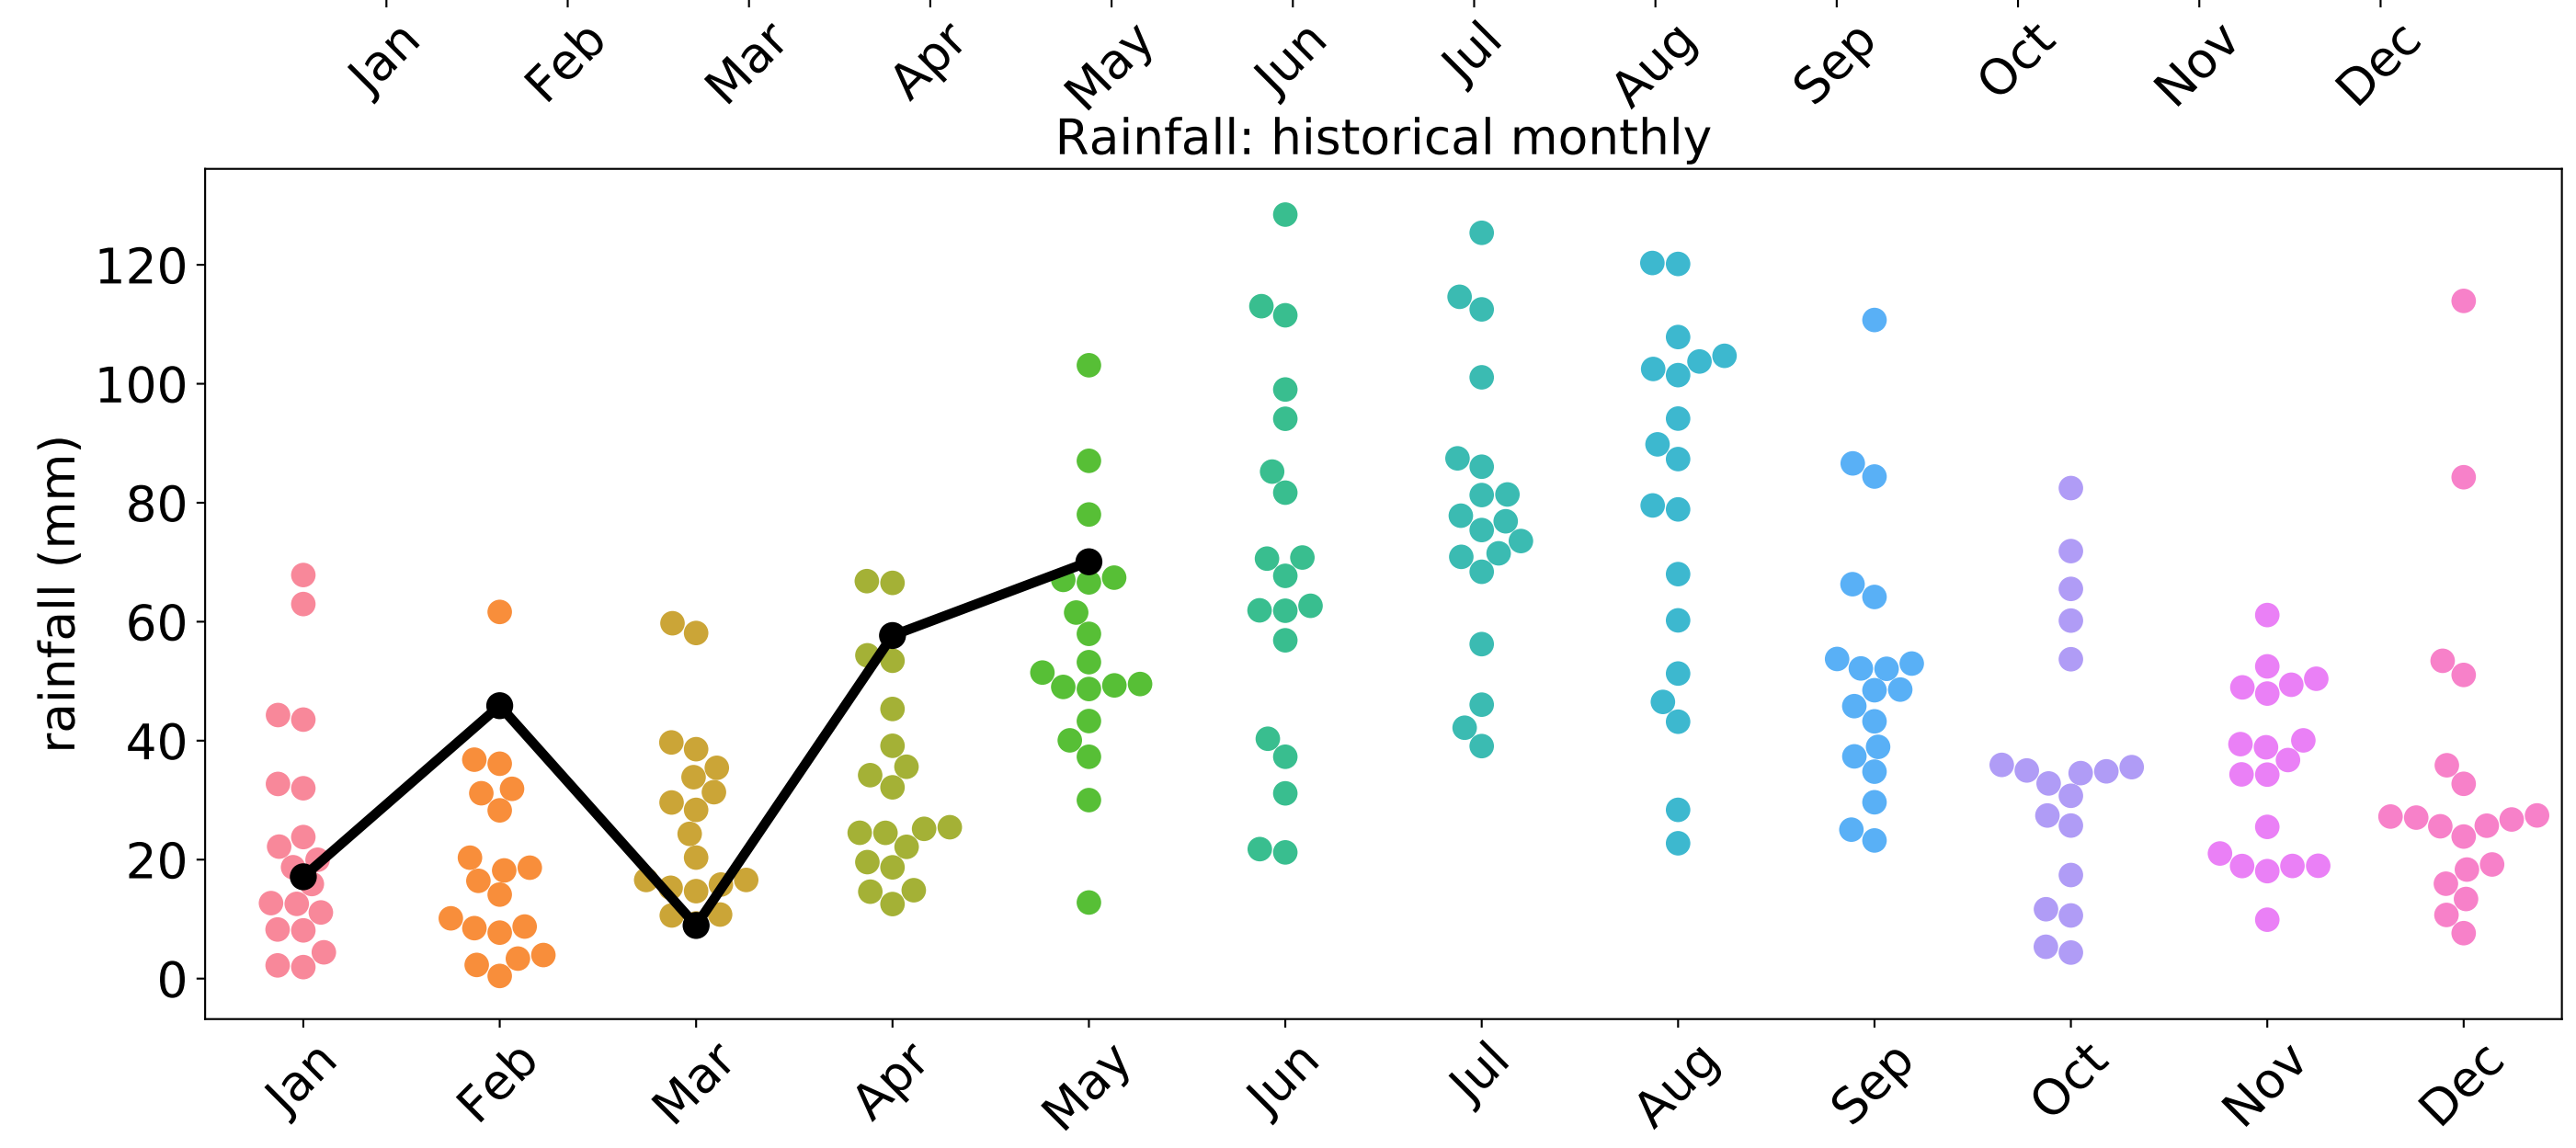 Jan Feb Mar Apr May Jun Jul Aug Sep Oct Nov Dec
Rainfall: historical monthly
rainfall (mm)
120
100
80
60
40
20
0
Jan Feb Mar Apr May Jun Jul Aug Sep Oct Nov Dec